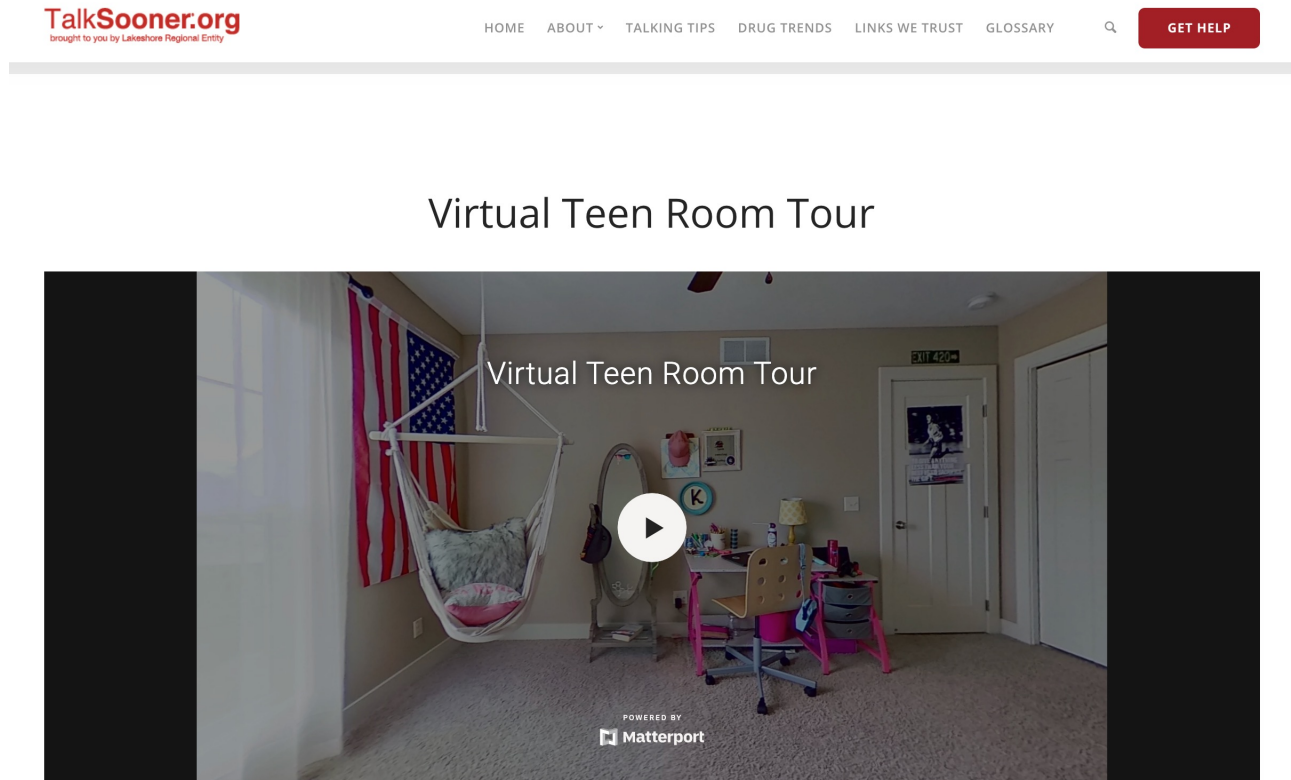 TalkSooner.org
brought to you by Lakeshore Regional Entity
HOME ABOUT TALKING TIPS DRUG TRENDS LINKS WE TRUST GLOSSARY GET HELP
Virtual Teen Room Tour
EXIT 420
Virtual Teen Room Tour
K
POWERED BY
Matterport